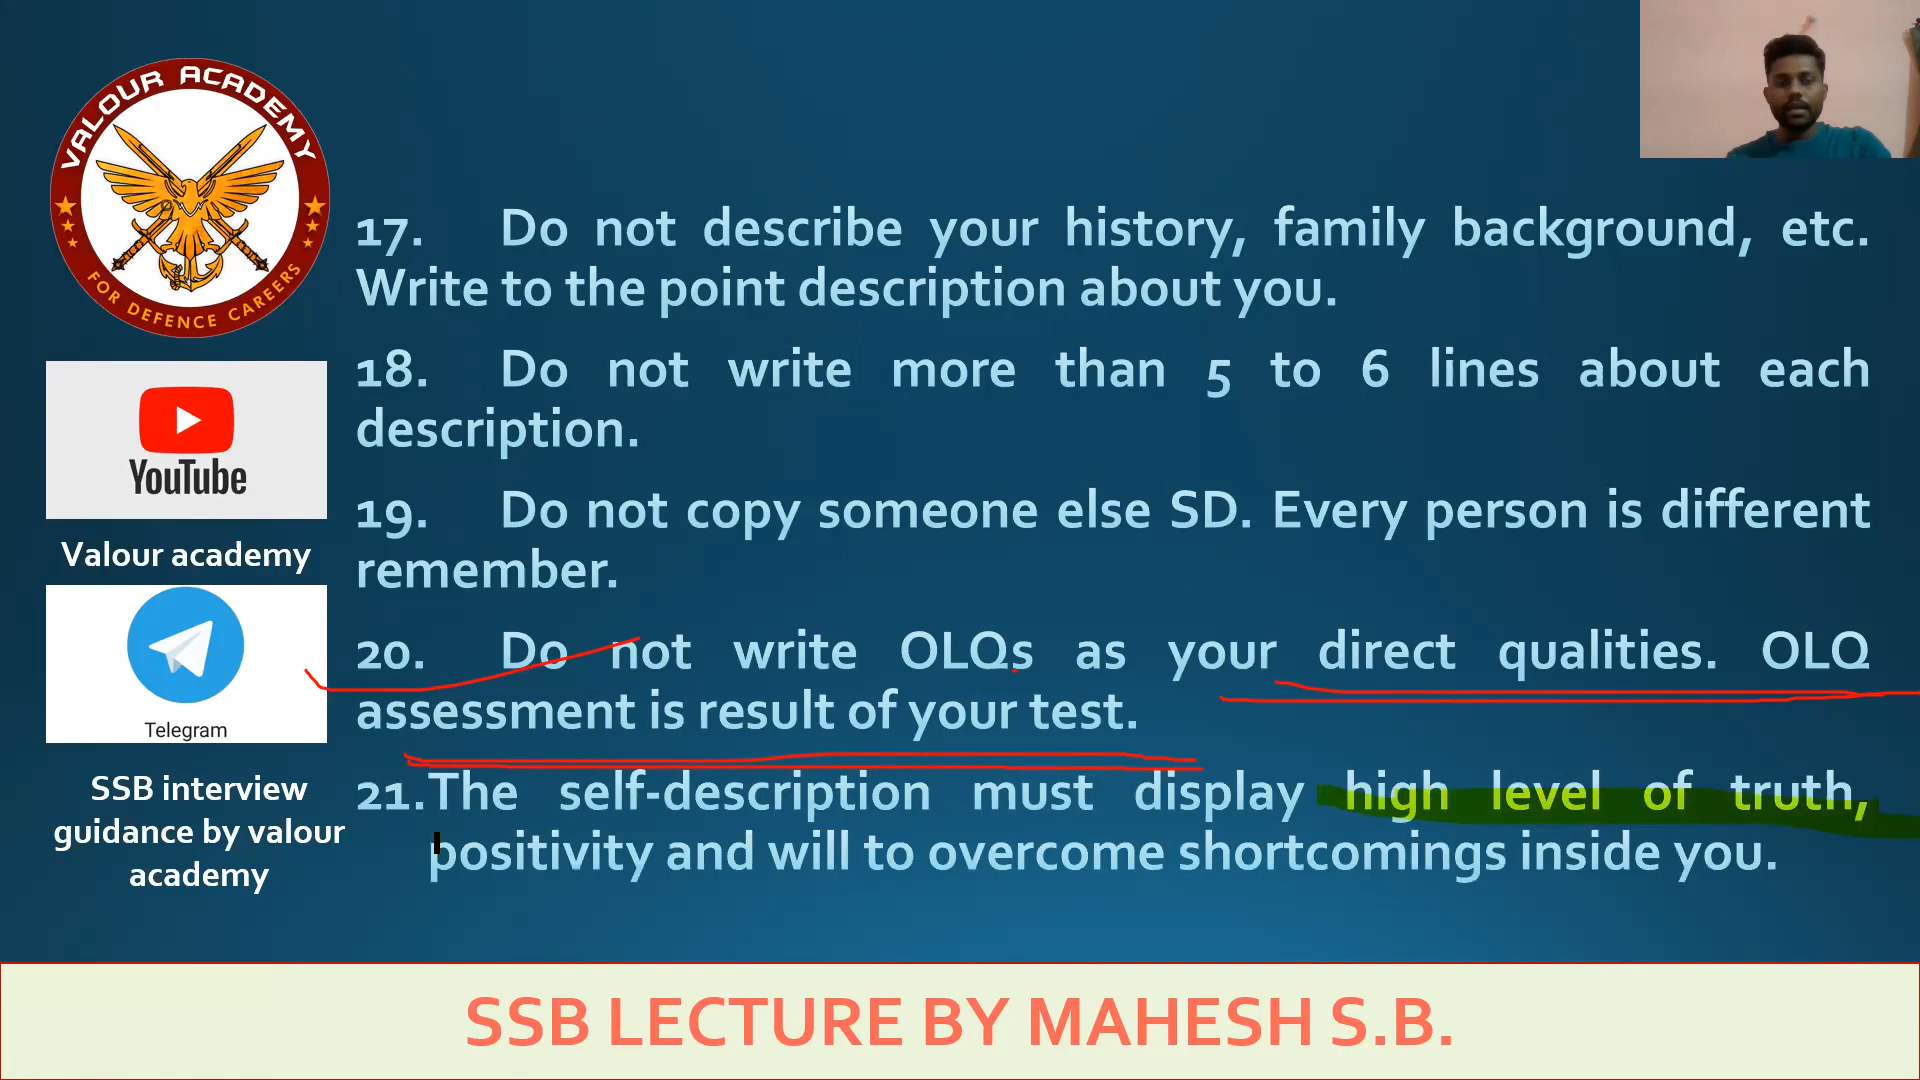 VALOUR ACADEMY
FOR DEFENCE CAREERS
YouTube
Valour academy
Telegram
SSB interview
guidance by valour
academy
17. Do not describe your history, family background, etc.
Write to the point description about you.
18. Do not write more than 5 to 6 lines about each
description.
19. Do not copy someone else SD. Every person is different
remember.
20. Do not write OLQs as your direct qualities. OLQ
assessment is result of your test.
21.The self-description must display high level of truth,
positivity and will to overcome shortcomings inside you.
SSB LECTURE BY MAHESH S.B.